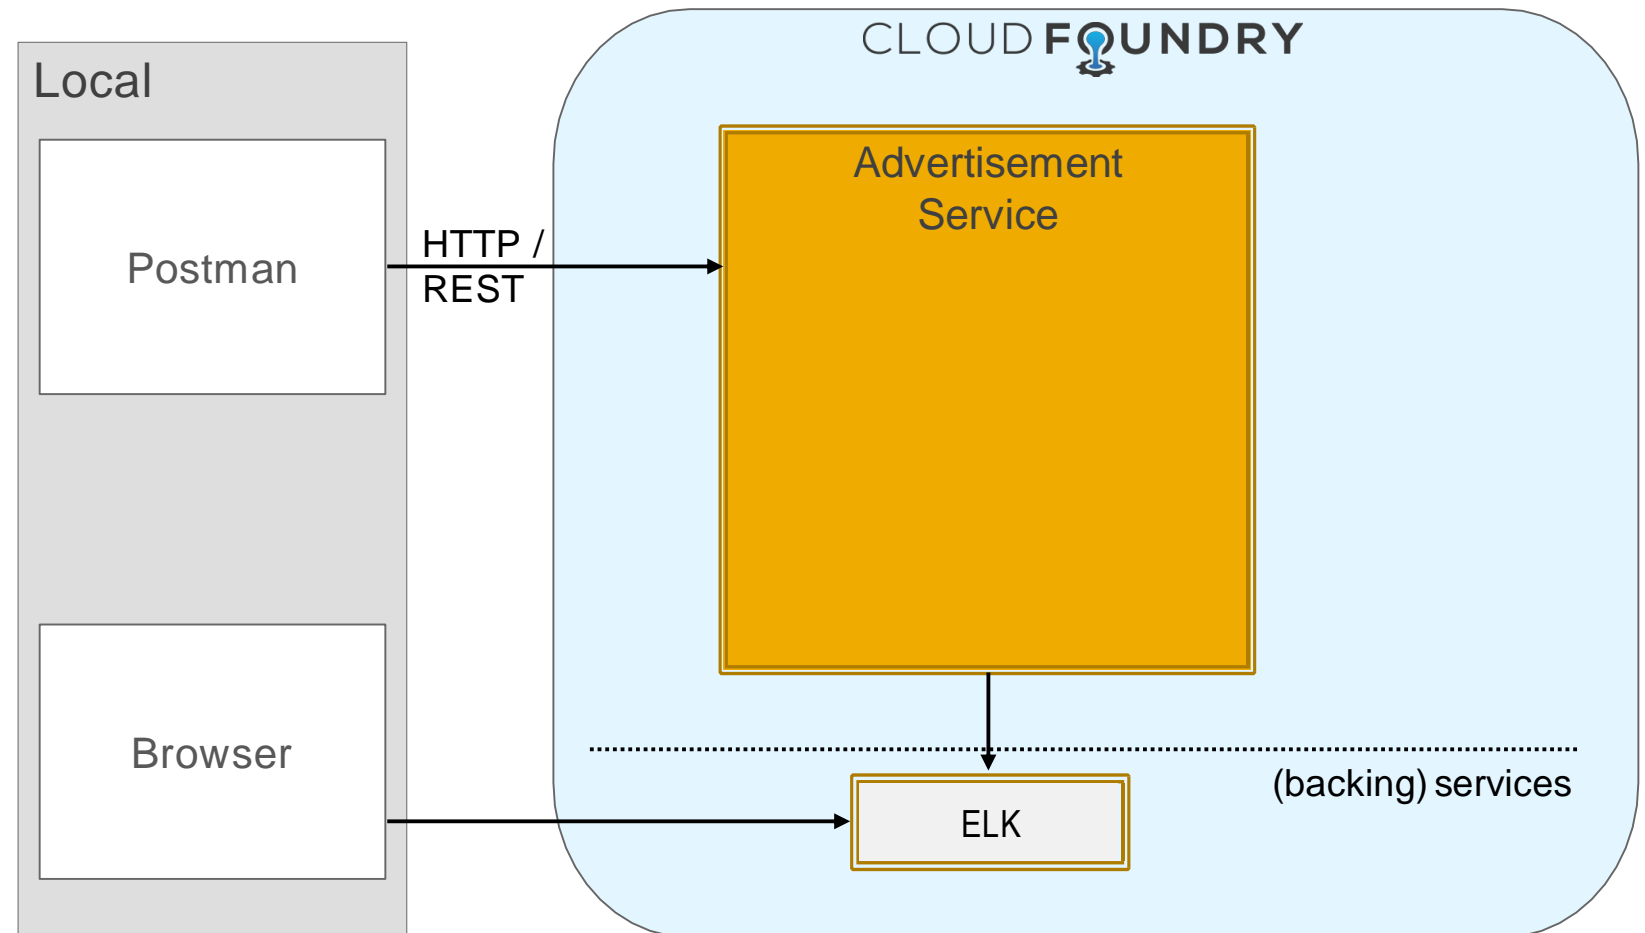 CLOUD FOUNDRY
Local
Advertisement
Service
Postman
HTTP /
REST
Browser
(backing) services
ELK